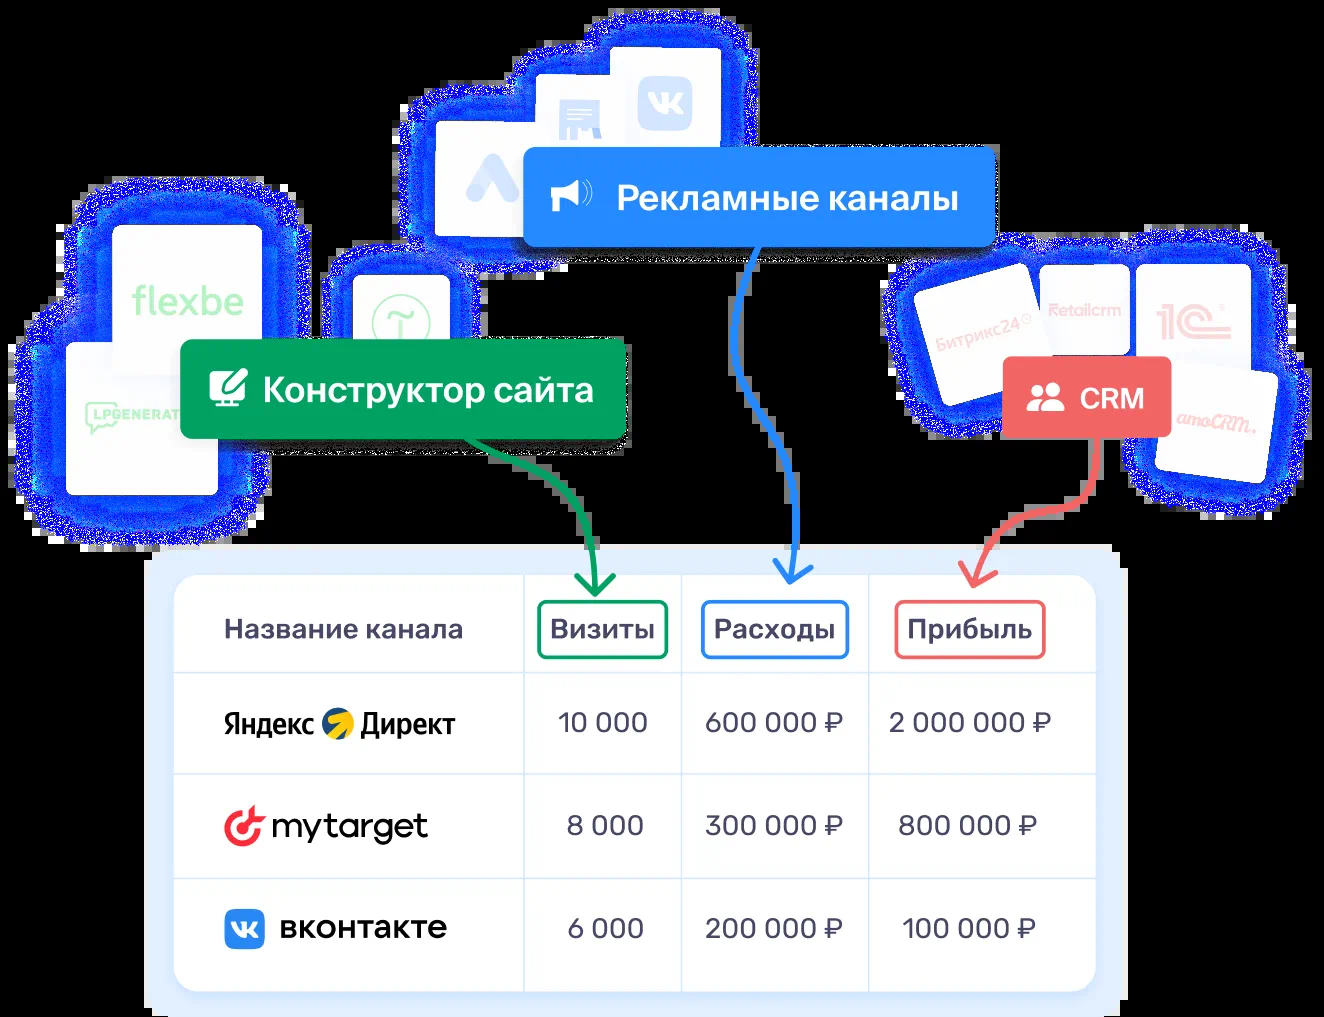 Рекламные каналы
flexbe
Битрикс24
Retailcrm
1С
LPGENERAT
Конструктор сайта
CRM
amoCRM.
Название канала Визиты Расходы Прибыль
Яндекс Директ 10 000 600 000 ₽ 2 000 000 ₽
mytarget 8 000 300 000 ₽ 800 000 ₽
вконтакте 6 000 200 000 ₽ 100 000 ₽